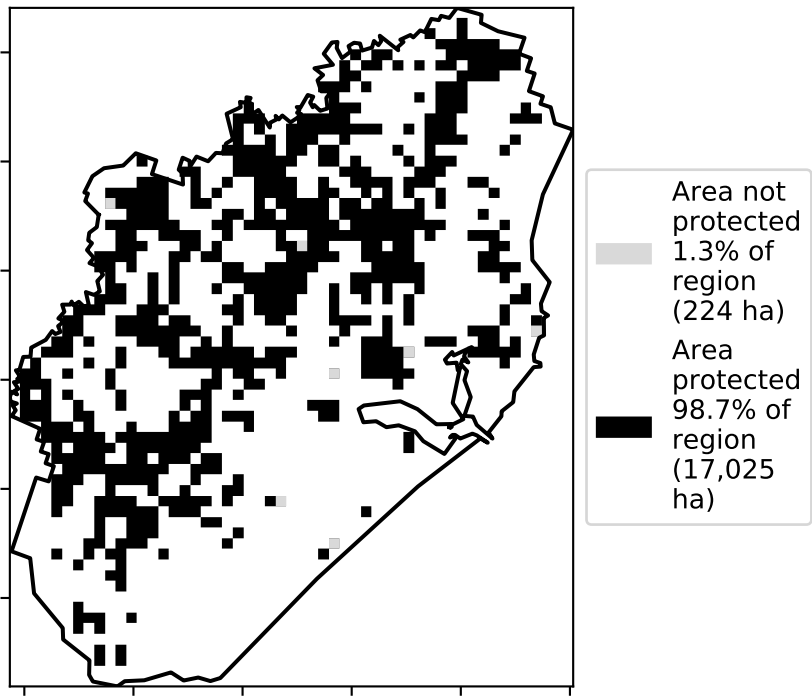 Area not
protected
1.3% of
region
(224 ha)
Area
protected
98.7% of
region
(17,025
ha)